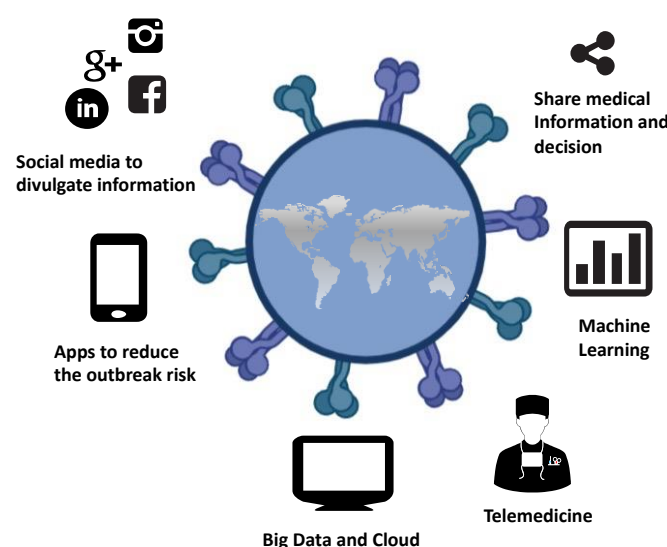 g+
in
f
Social media to
divulgate information
Share medical
Information and
decision
Apps to reduce
the outbreak risk
Machine
Learning
Telemedicine
Big Data and Cloud